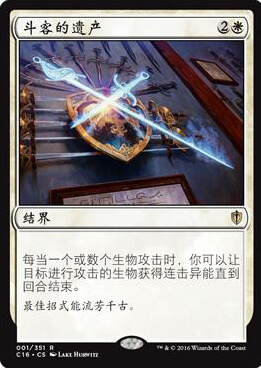 斗客的遗产 2
结界
每当一个或数个生物攻击时，你可以让
目标进行攻击的生物获得连击异能直到
回合结束。
最佳招式能流芳千古。
001/351 R
C16 • CS LAKE HURWITZ
™ & © 2016 Wizards of the Coast